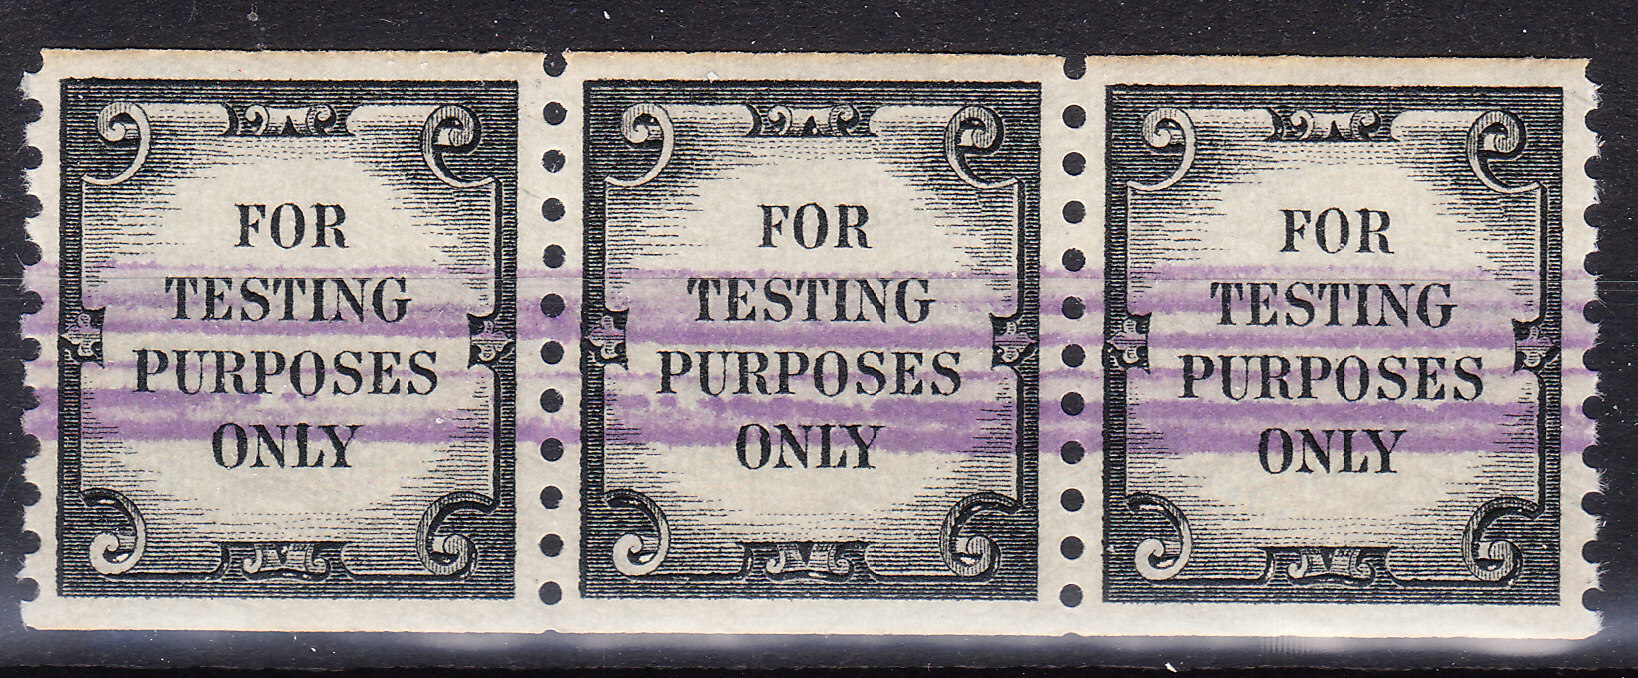 FOR
TESTING
PURPOSES
ONLY
FOR
TESTING
PURPOSES
ONLY
FOR
TESTING
PURPOSES
ONLY